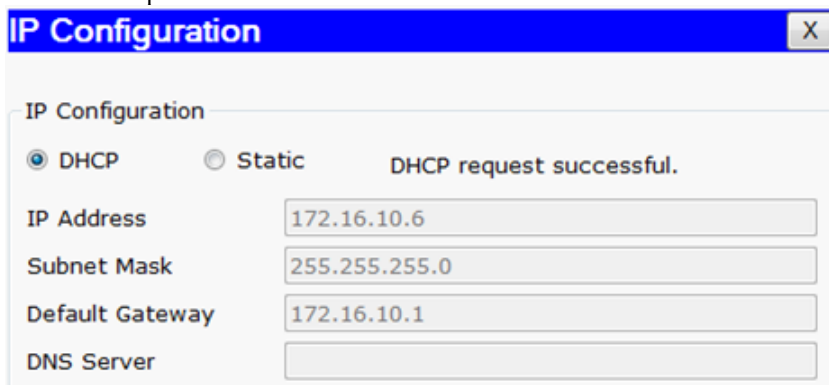 IP Configuration X
IP Configuration
DHCP Static DHCP request successful.
IP Address 172.16.10.6
Subnet Mask 255.255.255.0
Default Gateway 172.16.10.1
DNS Server